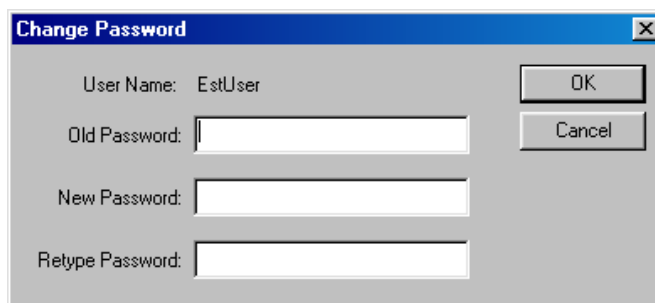 Change Password
User Name: EstUser
OK
Old Password:
Cancel
New Password:
Retype Password: